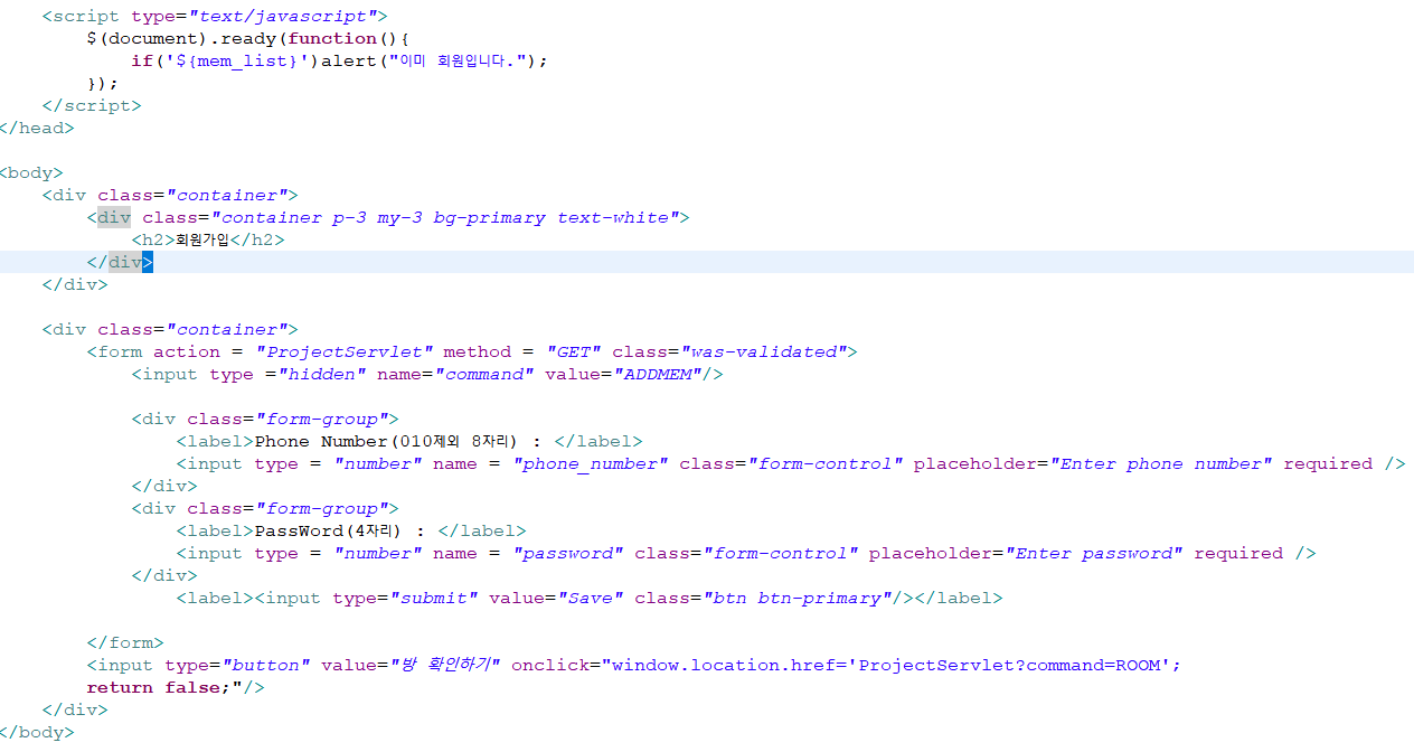 <script type="text/javascript">
$(document).ready(function(){
if('${mem_list}')alert("이미 회원입니다.");
});
</script>
</head>
<body>
<div class="container">
<div class="container p-3 my-3 bg-primary text-white">
<h2>회원가입</h2>
</div>
</div>
<div class="container">
<form action = "ProjectServlet" method = "GET" class="was-validated">
<input type ="hidden" name="command" value="ADDMEM"/>
<div class="form-group">
<label>Phone Number(010제외 8자리) : </label>
<input type = "number" name = "phone_number" class="form-control" placeholder="Enter phone number" required />
</div>
<div class="form-group">
<label>PassWord(4자리) : </label>
<input type = "number" name = "password" class="form-control" placeholder="Enter password" required />
</div>
<label><input type="submit" value="Save" class="btn btn-primary"/></label>
</form>
<input type="button" value="방 확인하기" onclick="window.location.href='ProjectServlet?command=ROOM';
return false;"/>
</div>
</body>